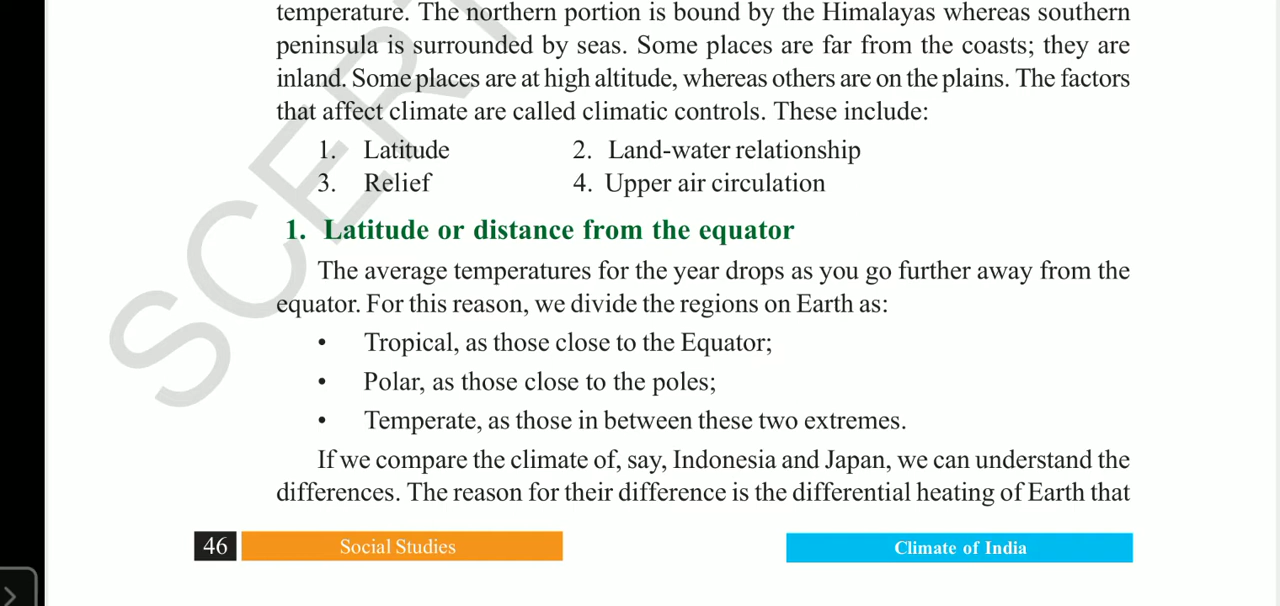 temperature. The northern portion is bound by the Himalayas whereas southern
peninsula is surrounded by seas. Some places are far from the coasts; they are
inland. Some places are at high altitude, whereas others are on the plains. The factors
that affect climate are called climatic controls. These include:
1. Latitude 2. Land-water relationship
3. Relief 4. Upper air circulation
1. Latitude or distance from the equator
The average temperatures for the year drops as you go further away from the
equator. For this reason, we divide the regions on Earth as:
• Tropical, as those close to the Equator;
• Polar, as those close to the poles;
• Temperate, as those in between these two extremes.
If we compare the climate of, say, Indonesia and Japan, we can understand the
differences. The reason for their difference is the differential heating of Earth that
46 Social Studies Climate of India
SCERT